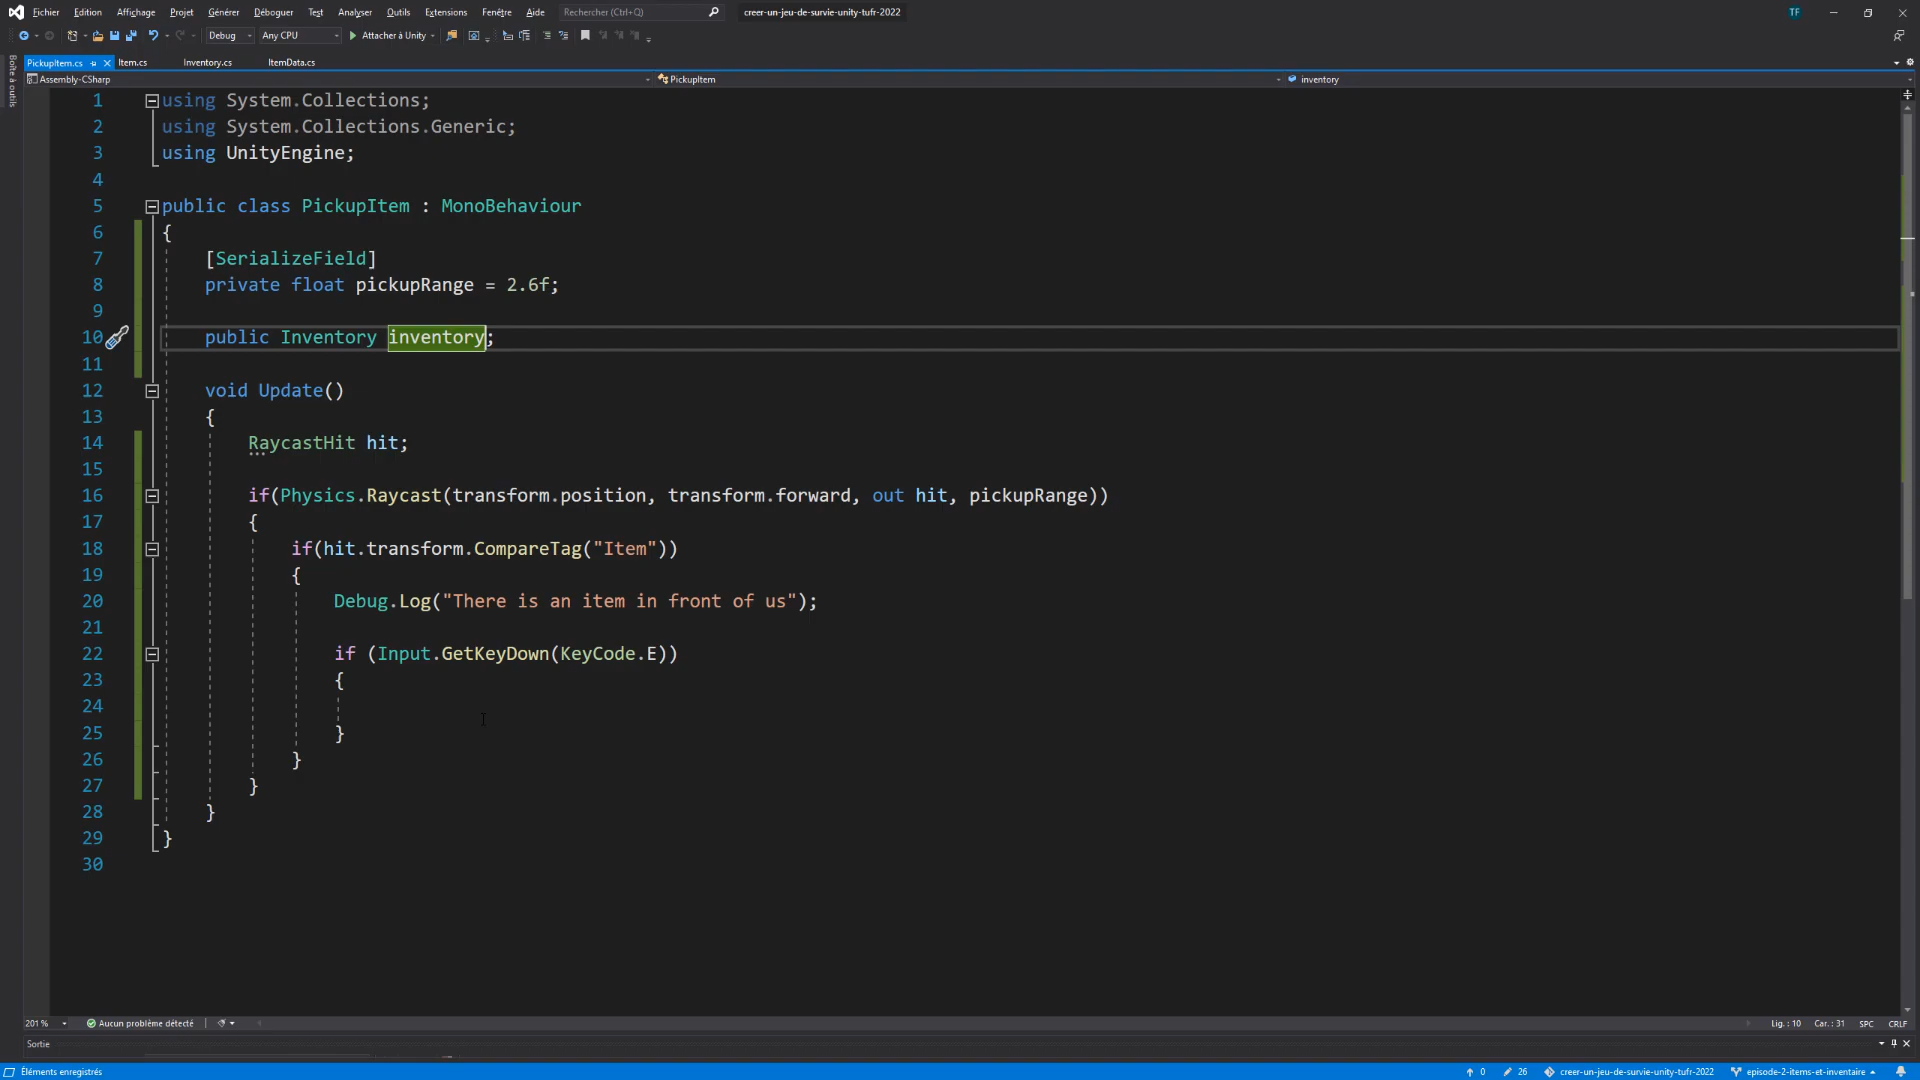 Fichier Edition Affichage Projet Générer Déboguer Test Analyser Outils Extensions Fenêtre Aide Rechercher (Ctrl+Q) creer-un-jeu-de-survie-unity-tufr-2022 TF
Debug Any CPU Attacher à Unity
PickupItem.cs Item.cs Inventory.cs ItemData.cs
Boîte à outils
Assembly-CSharp PickupItem inventory
1 using System.Collections;
2 using System.Collections.Generic;
3 using UnityEngine;
4
5 public class PickupItem : MonoBehaviour
6 {
7 [SerializeField]
8 private float pickupRange = 2.6f;
9
10 public Inventory inventory;
11
12 void Update()
13 {
14 RaycastHit hit;
15
16 if(Physics.Raycast(transform.position, transform.forward, out hit, pickupRange))
17 {
18 if(hit.transform.CompareTag("Item"))
19 {
20 Debug.Log("There is an item in front of us");
21
22 if (Input.GetKeyDown(KeyCode.E))
23 {
24
25 }
26 }
27 }
28 }
29 }
30
201 % Aucun problème détecté Lig. : 10 Car. : 31 SPC CRLF
Sortie
Éléments enregistrés 0 26 creer-un-jeu-de-survie-unity-tufr-2022 episode-2-items-et-inventaire